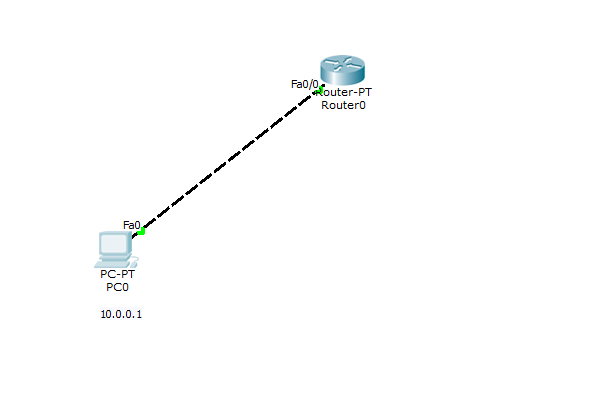 Fa0/0
Router-PT
Router0
Fa0
PC-PT
PC0
10.0.0.1